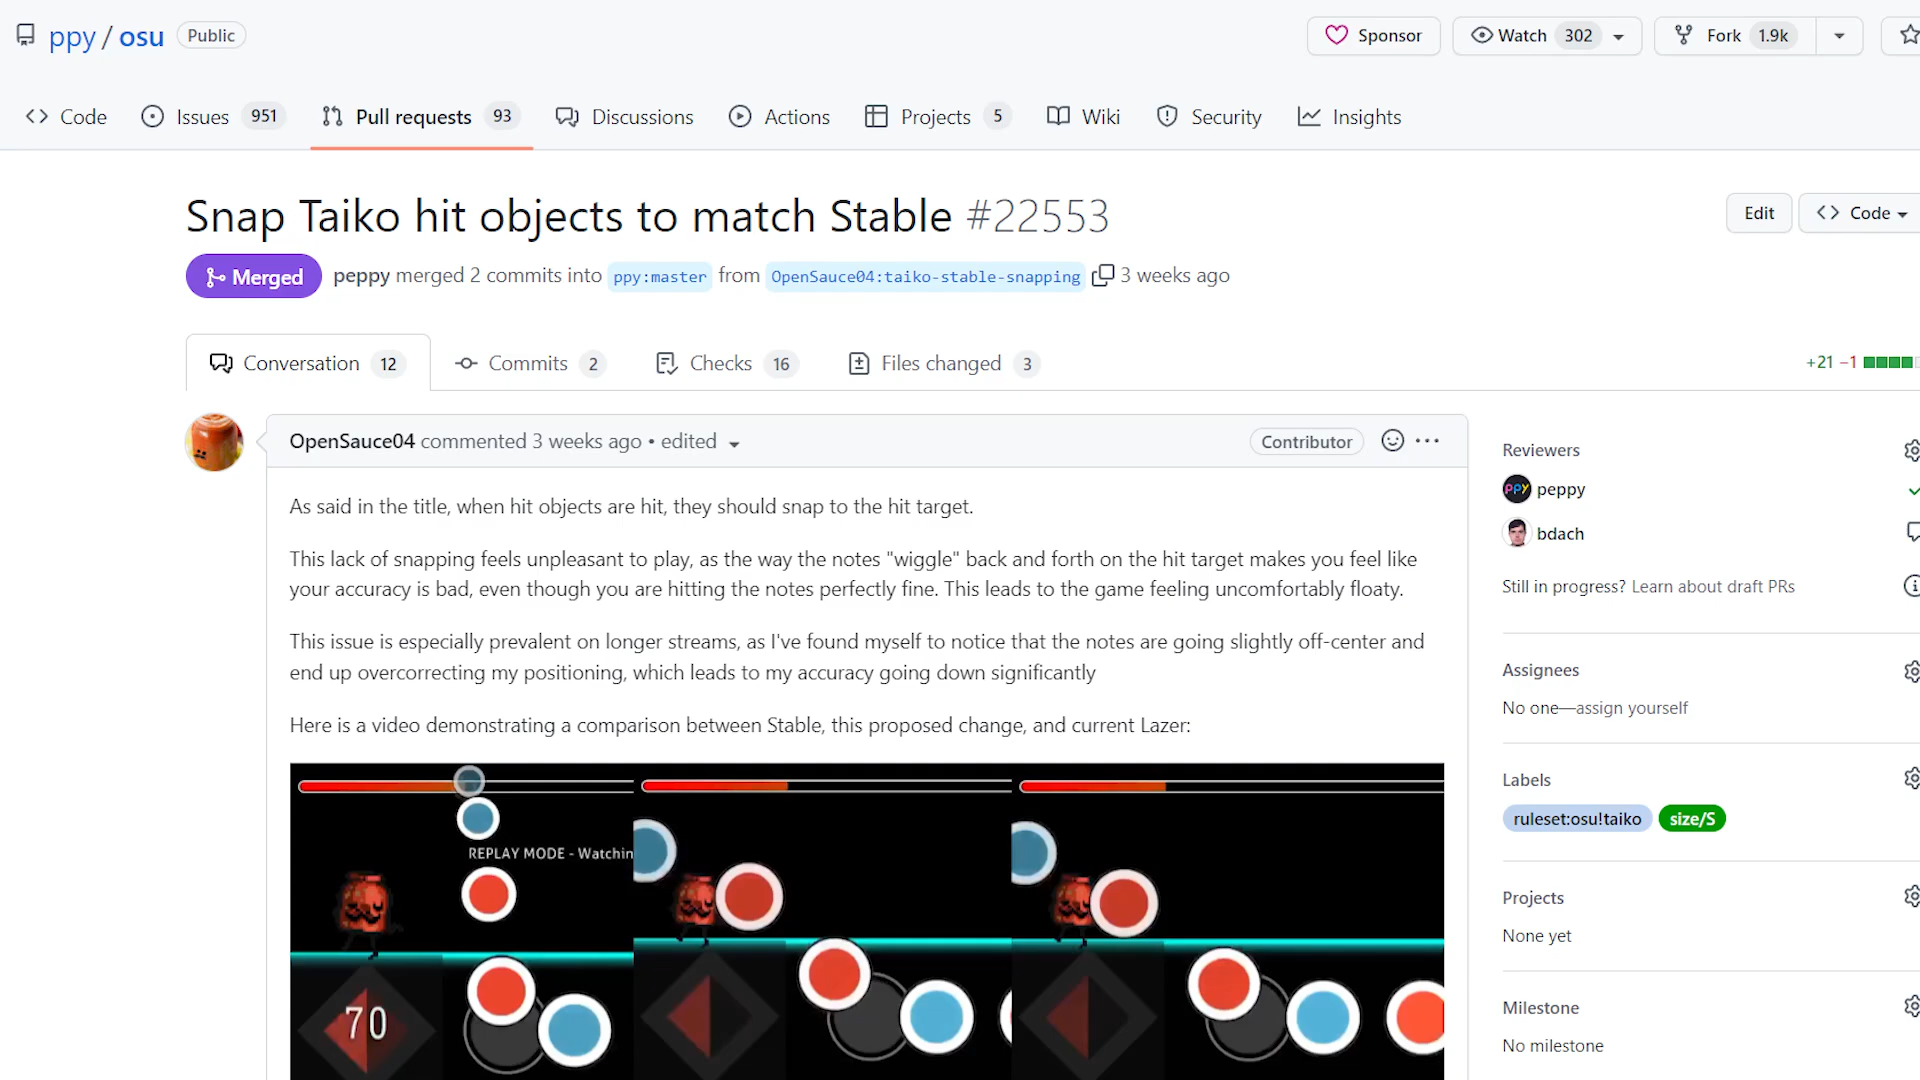 ppy / osu Public Sponsor Watch 302 Fork 1.9k
Code Issues 951 Pull requests 93 Discussions Actions Projects 5 Wiki Security Insights
Snap Taiko hit objects to match Stable #22553
Edit
Code
Merged peppy merged 2 commits into ppy:master from OpenSauce04:taiko-stable-snapping 3 weeks ago
Conversation 12 Commits 2 Checks 16 Files changed 3
+21 −1
OpenSauce04 commented 3 weeks ago • edited
Contributor
As said in the title, when hit objects are hit, they should snap to the hit target.
This lack of snapping feels unpleasant to play, as the way the notes "wiggle" back and forth on the hit target makes you feel like
your accuracy is bad, even though you are hitting the notes perfectly fine. This leads to the game feeling uncomfortably floaty.
This issue is especially prevalent on longer streams, as I've found myself to notice that the notes are going slightly off-center and
end up overcorrecting my positioning, which leads to my accuracy going down significantly
Here is a video demonstrating a comparison between Stable, this proposed change, and current Lazer:
REPLAY MODE - Watchin
70
Reviewers
ppy peppy
bdach
Still in progress? Learn about draft PRs
Assignees
No one—assign yourself
Labels
ruleset:osu!taiko size/S
Projects
None yet
Milestone
No milestone